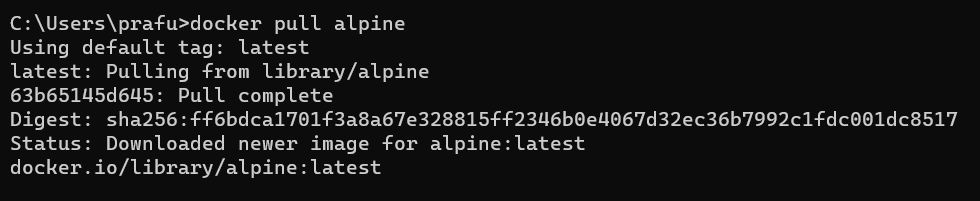 C:\Users\prafu>docker pull alpine
Using default tag: latest
latest: Pulling from library/alpine
63b65145d645: Pull complete
Digest: sha256:ff6bdca1701f3a8a67e328815ff2346b0e4067d32ec36b7992c1fdc001dc8517
Status: Downloaded newer image for alpine:latest
docker.io/library/alpine:latest